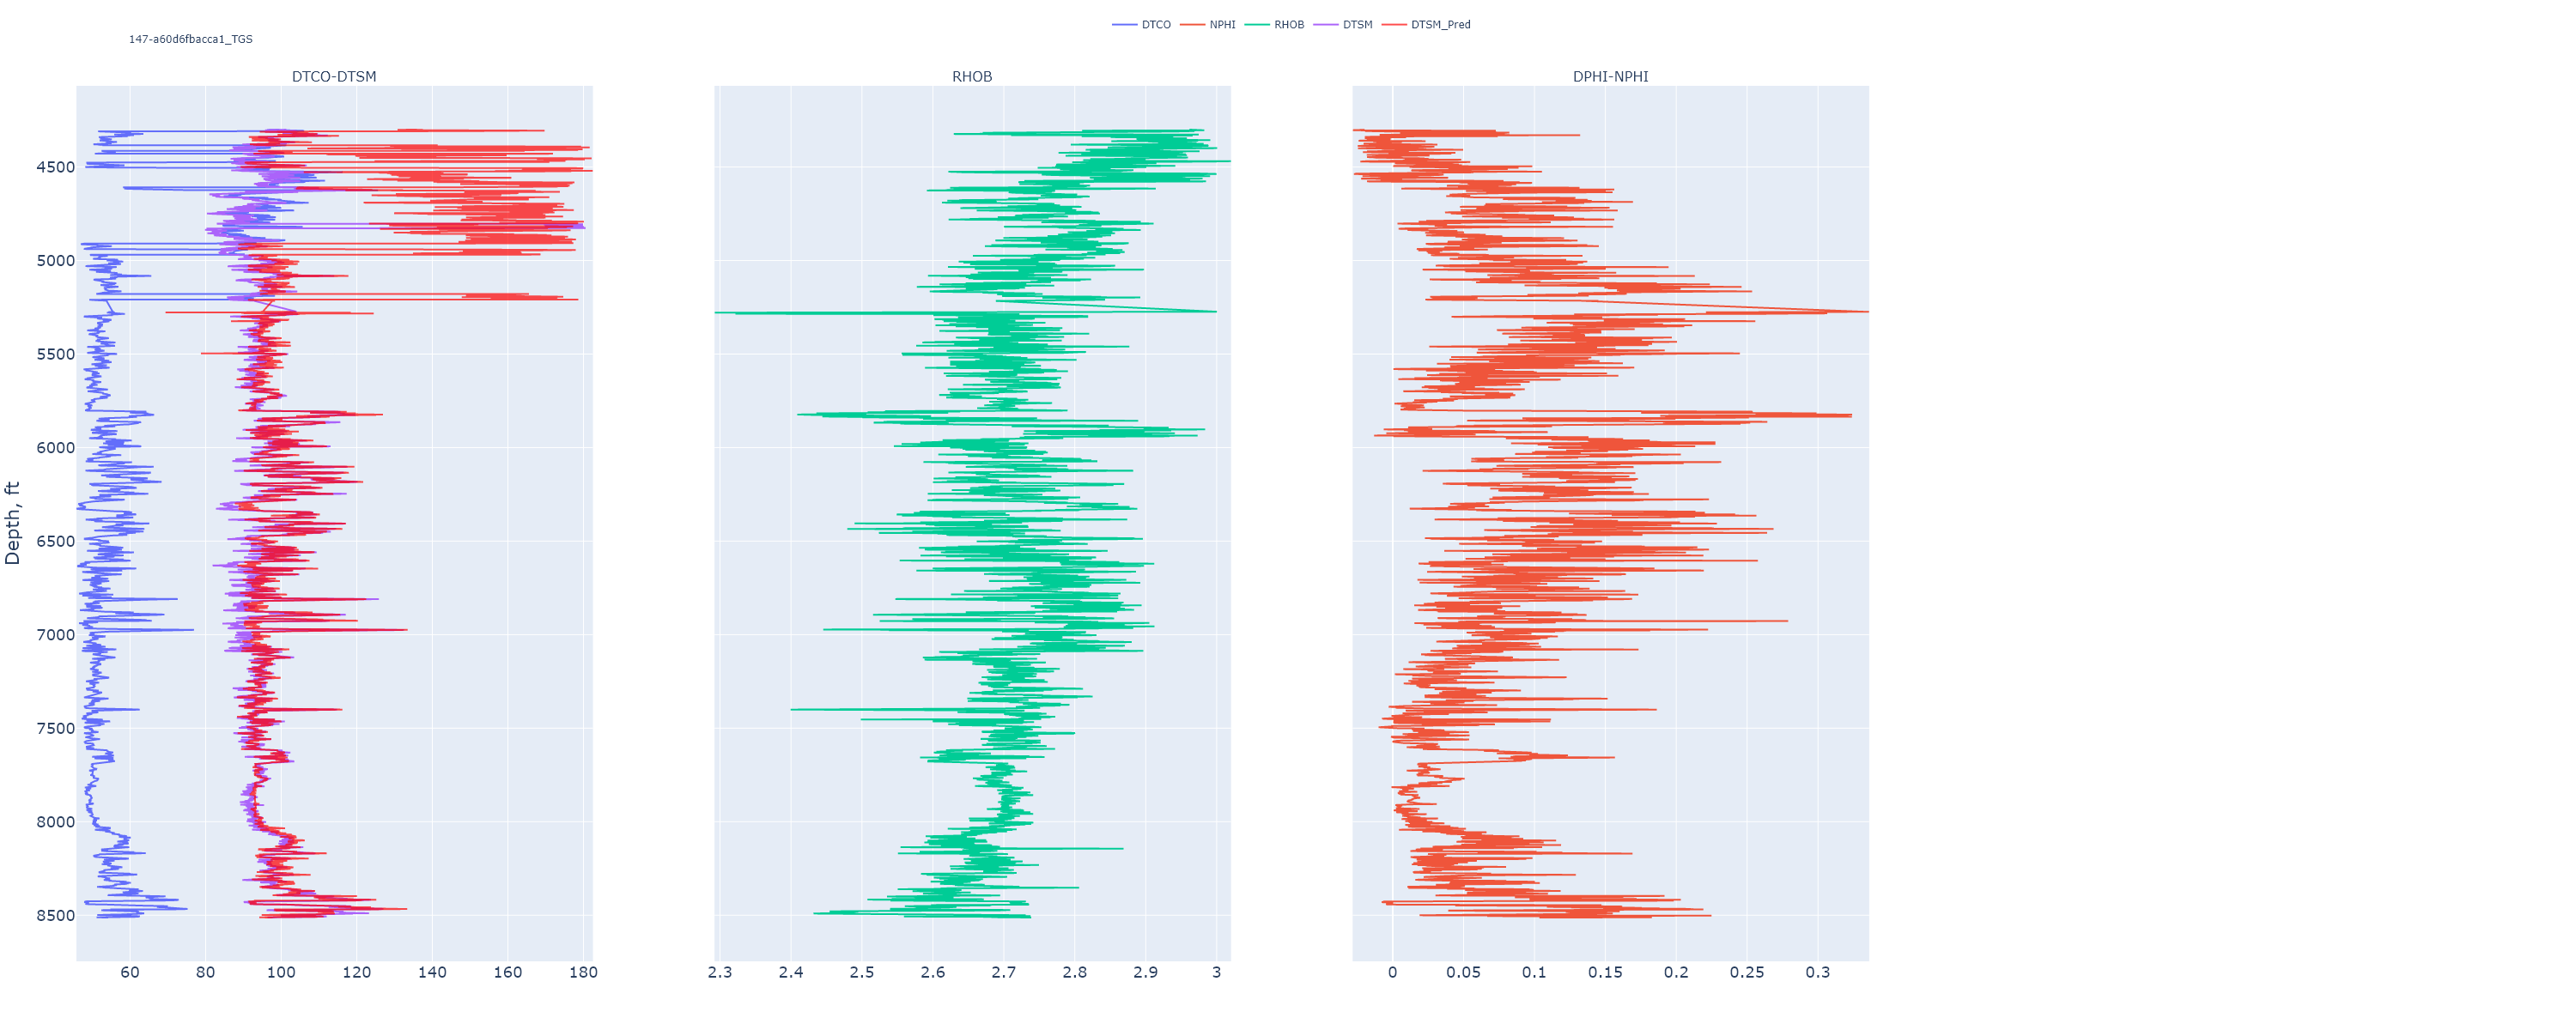 DTCO NPHI RHOB DTSM DTSM_Pred
147-a60d6fbacca1_TGS
DTCO-DTSM RHOB DPHI-NPHI
Depth, ft
4500
5000
5500
6000
6500
7000
7500
8000
8500
60 80 100 120 140 160 180
2.3 2.4 2.5 2.6 2.7 2.8 2.9 3
0 0.05 0.1 0.15 0.2 0.25 0.3